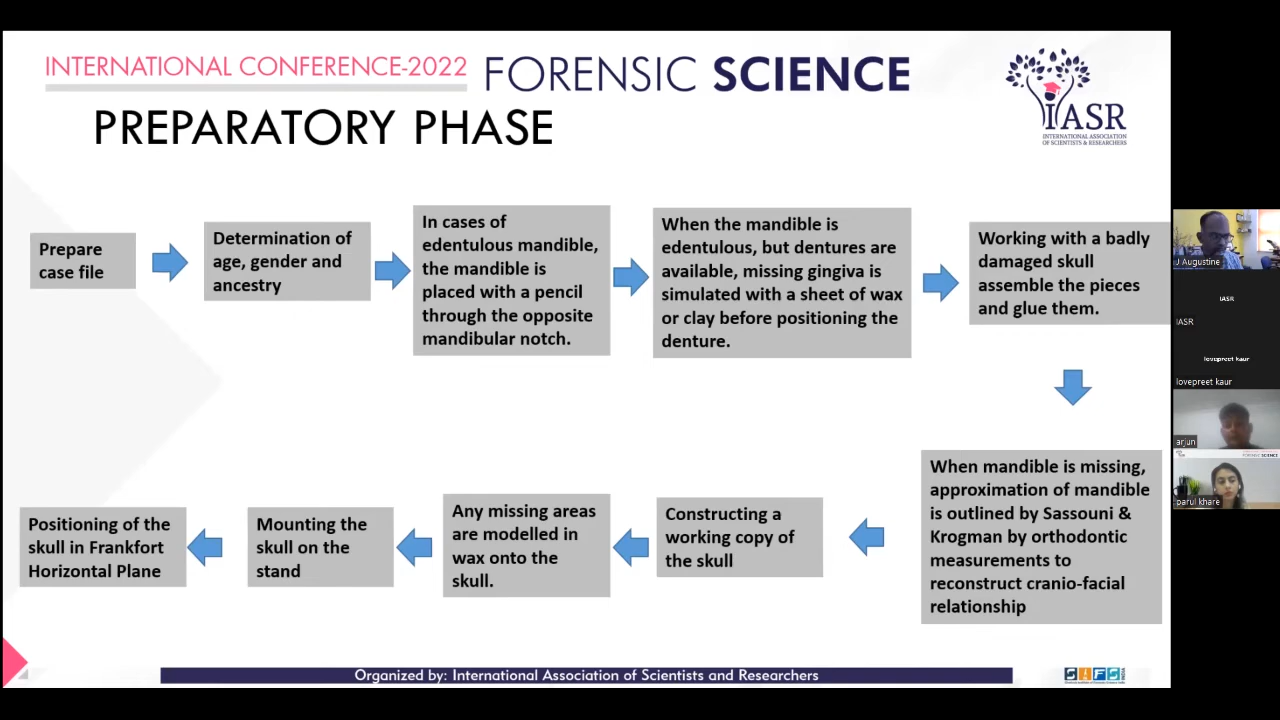 INTERNATIONAL CONFERENCE-2022 FORENSIC SCIENCE
IASR
INTERNATIONAL ASSOCIATION
OF SCIENTISTS & RESEARCHERS
PREPARATORY PHASE
Prepare
case file
Determination of
age, gender and
ancestry
In cases of
edentulous mandible,
the mandible is
placed with a pencil
through the opposite
mandibular notch.
When the mandible is
edentulous, but dentures are
available, missing gingiva is
simulated with a sheet of wax
or clay before positioning the
denture.
Working with a badly
damaged skull
assemble the pieces
and glue them.
When mandible is missing,
approximation of mandible
is outlined by Sassouni &
Krogman by orthodontic
measurements to
reconstruct cranio-facial
relationship
Constructing a
working copy of
the skull
Any missing areas
are modelled in
wax onto the
skull.
Mounting the
skull on the
stand
Positioning of the
skull in Frankfort
Horizontal Plane
Organized by: International Association of Scientists and Researchers
SIFS
INDIA
J Augustine
IASR
IASR
lovepreet kaur
lovepreet kaur
arjun
parul khare